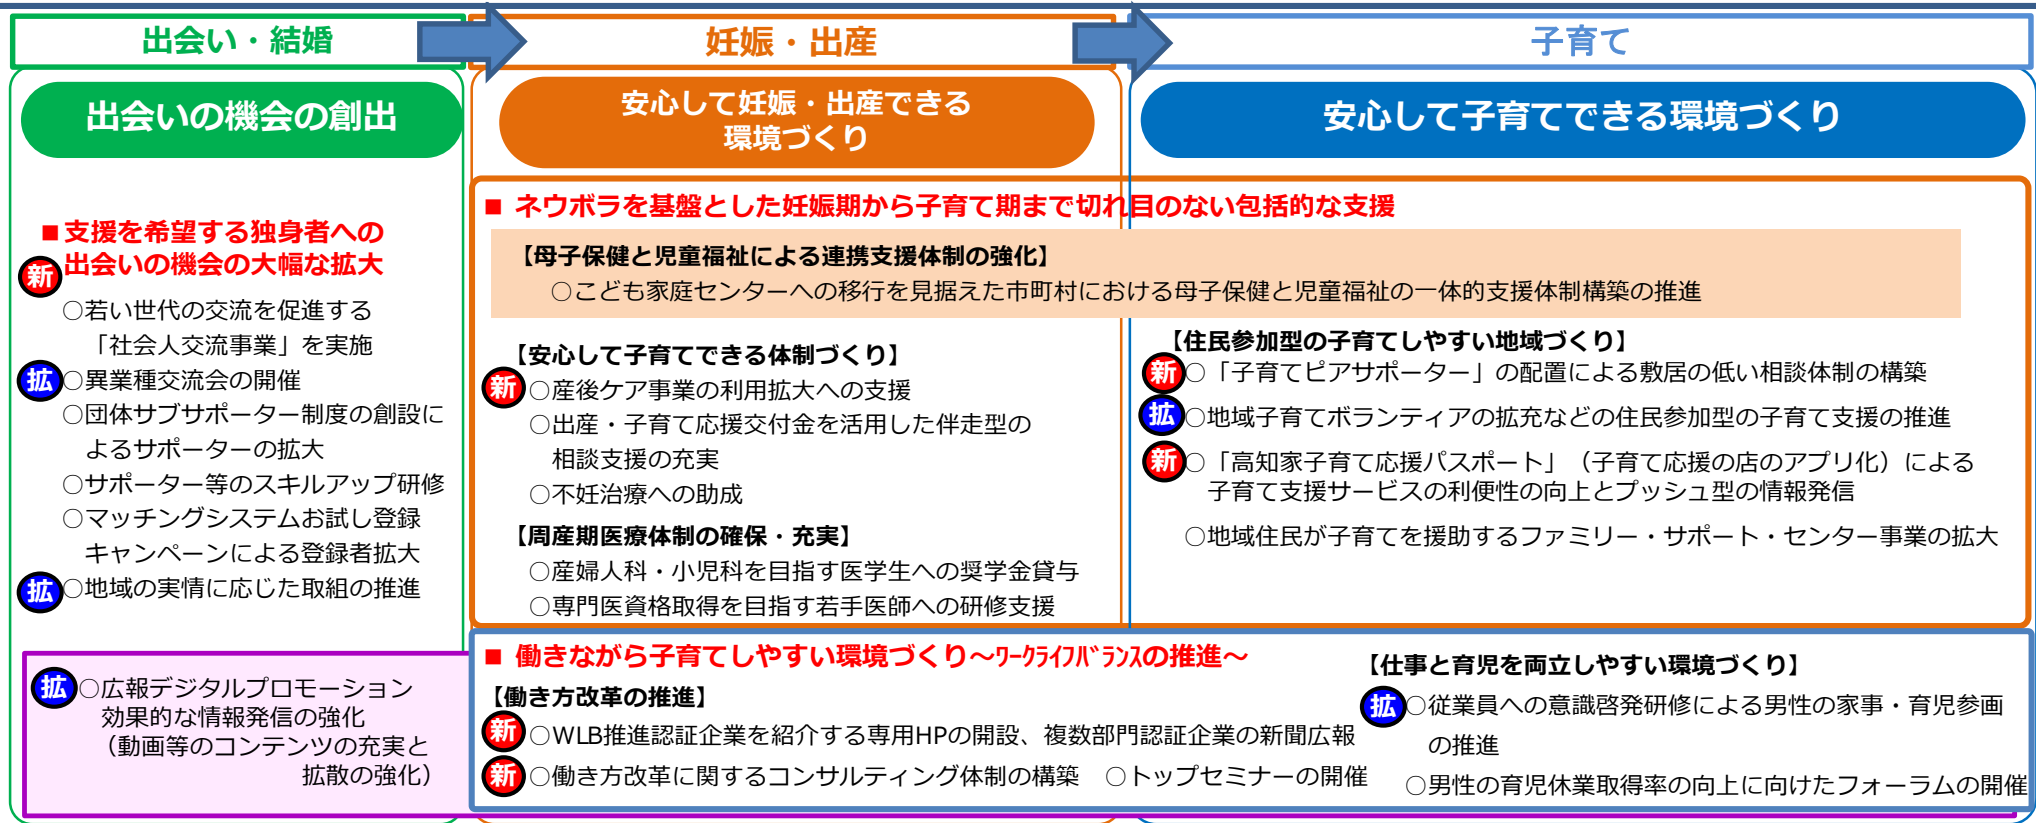 出会い・結婚
妊娠・出産
子育て
出会いの機会の創出
安心して妊娠・出産できる
環境づくり
安心して子育てできる環境づくり
■支援を希望する独身者への
出会いの機会の大幅な拡大
新
○若い世代の交流を促進する
「社会人交流事業」を実施
拡 ○異業種交流会の開催
○団体サブサポーター制度の創設に
よるサポーターの拡大
○サポーター等のスキルアップ研修
○マッチングシステムお試し登録
キャンペーンによる登録者拡大
拡 ○地域の実情に応じた取組の推進
■ ネウボラを基盤とした妊娠期から子育て期まで切れ目のない包括的な支援
【母子保健と児童福祉による連携支援体制の強化】
○こども家庭センターへの移行を見据えた市町村における母子保健と児童福祉の一体的支援体制構築の推進
【安心して子育てできる体制づくり】
新 ○産後ケア事業の利用拡大への支援
○出産・子育て応援交付金を活用した伴走型の
相談支援の充実
○不妊治療への助成
【周産期医療体制の確保・充実】
○産婦人科・小児科を目指す医学生への奨学金貸与
○専門医資格取得を目指す若手医師への研修支援
【住民参加型の子育てしやすい地域づくり】
新 ○「子育てピアサポーター」の配置による敷居の低い相談体制の構築
拡 ○地域子育てボランティアの拡充などの住民参加型の子育て支援の推進
新 ○「高知家子育て応援パスポート」（子育て応援の店のアプリ化）による
子育て支援サービスの利便性の向上とプッシュ型の情報発信
○地域住民が子育てを援助するファミリー・サポート・センター事業の拡大
拡 ○広報デジタルプロモーション
効果的な情報発信の強化
（動画等のコンテンツの充実と
拡散の強化）
■ 働きながら子育てしやすい環境づくり～ﾜｰｸﾗｲﾌﾊﾞﾗﾝｽの推進～
【働き方改革の推進】
新 ○WLB推進認証企業を紹介する専用HPの開設、複数部門認証企業の新聞広報
新 ○働き方改革に関するコンサルティング体制の構築　○トップセミナーの開催
【仕事と育児を両立しやすい環境づくり】
拡 ○従業員への意識啓発研修による男性の家事・育児参画
の推進
○男性の育児休業取得率の向上に向けたフォーラムの開催